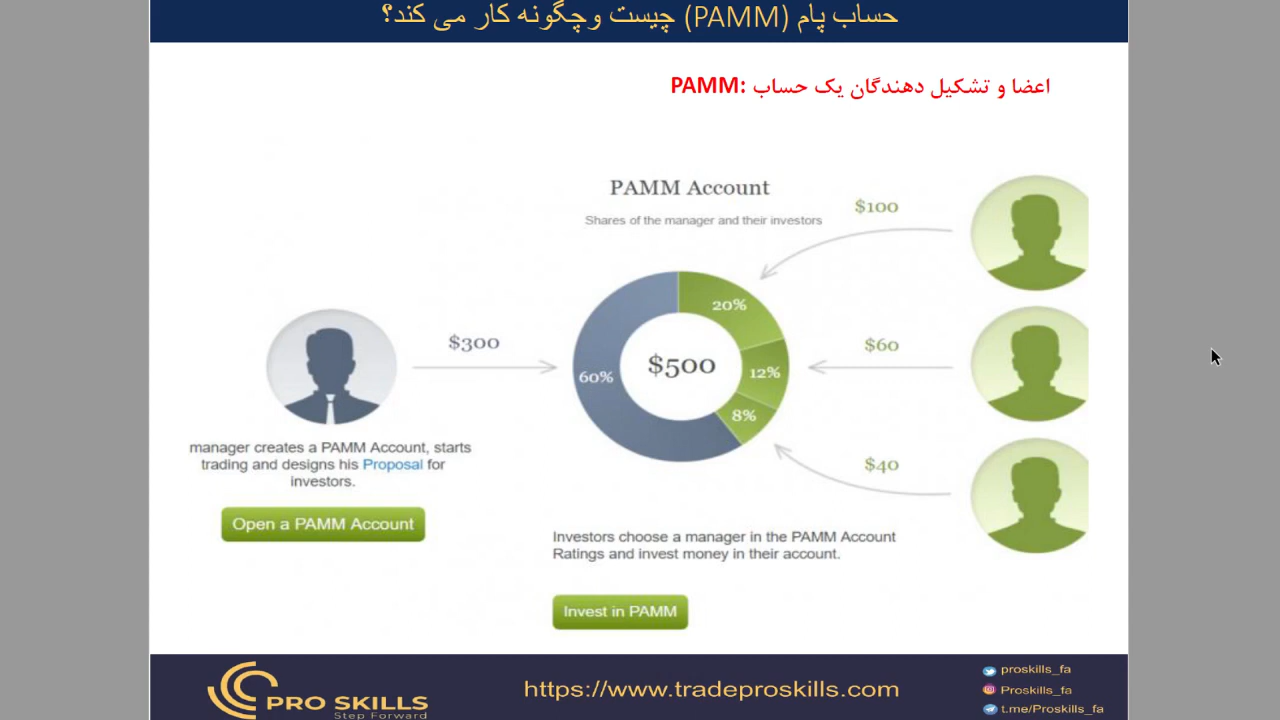 حساب پام (PAMM) چیست وچگونه کار می کند؟
اعضا و تشکیل دهندگان یک حساب PAMM:
PAMM Account
Shares of the manager and their investors
$100
$300
$60
$40
20%
12%
8%
60%
$500
manager creates a PAMM Account, starts
trading and designs his Proposal for
investors.
Open a PAMM Account
Investors choose a manager in the PAMM Account
Ratings and invest money in their account.
Invest in PAMM
PRO SKILLS
Step Forward
https://www.tradeproskills.com
proskills_fa
Proskills_fa
t.me/Proskills_fa